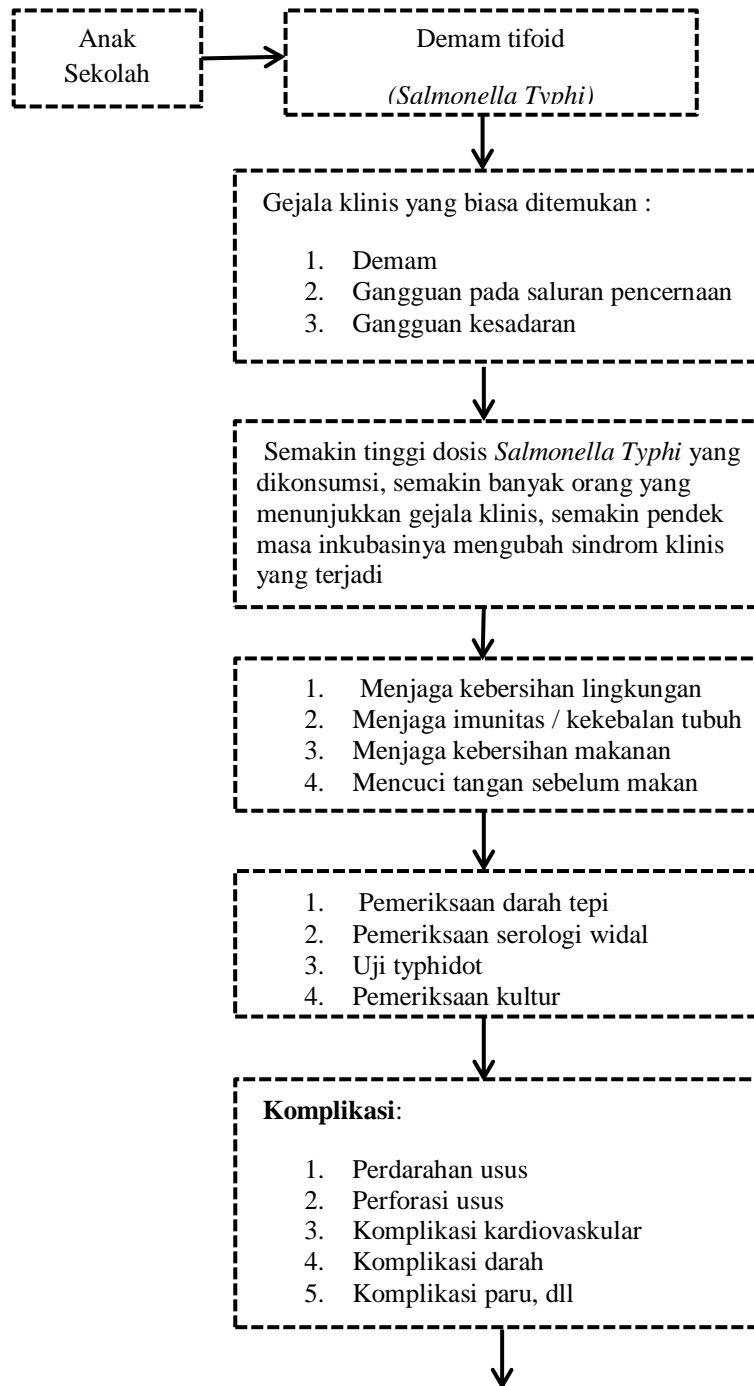 Anak
Sekolah
Demam tifoid
(Salmonella Typhi)
Gejala klinis yang biasa ditemukan :
1. Demam
2. Gangguan pada saluran pencernaan
3. Gangguan kesadaran
Semakin tinggi dosis Salmonella Typhi yang
dikonsumsi, semakin banyak orang yang
menunjukkan gejala klinis, semakin pendek
masa inkubasinya mengubah sindrom klinis
yang terjadi
1. Menjaga kebersihan lingkungan
2. Menjaga imunitas / kekebalan tubuh
3. Menjaga kebersihan makanan
4. Mencuci tangan sebelum makan
1. Pemeriksaan darah tepi
2. Pemeriksaan serologi widal
3. Uji typhidot
4. Pemeriksaan kultur
Komplikasi:
1. Perdarahan usus
2. Perforasi usus
3. Komplikasi kardiovaskular
4. Komplikasi darah
5. Komplikasi paru, dll